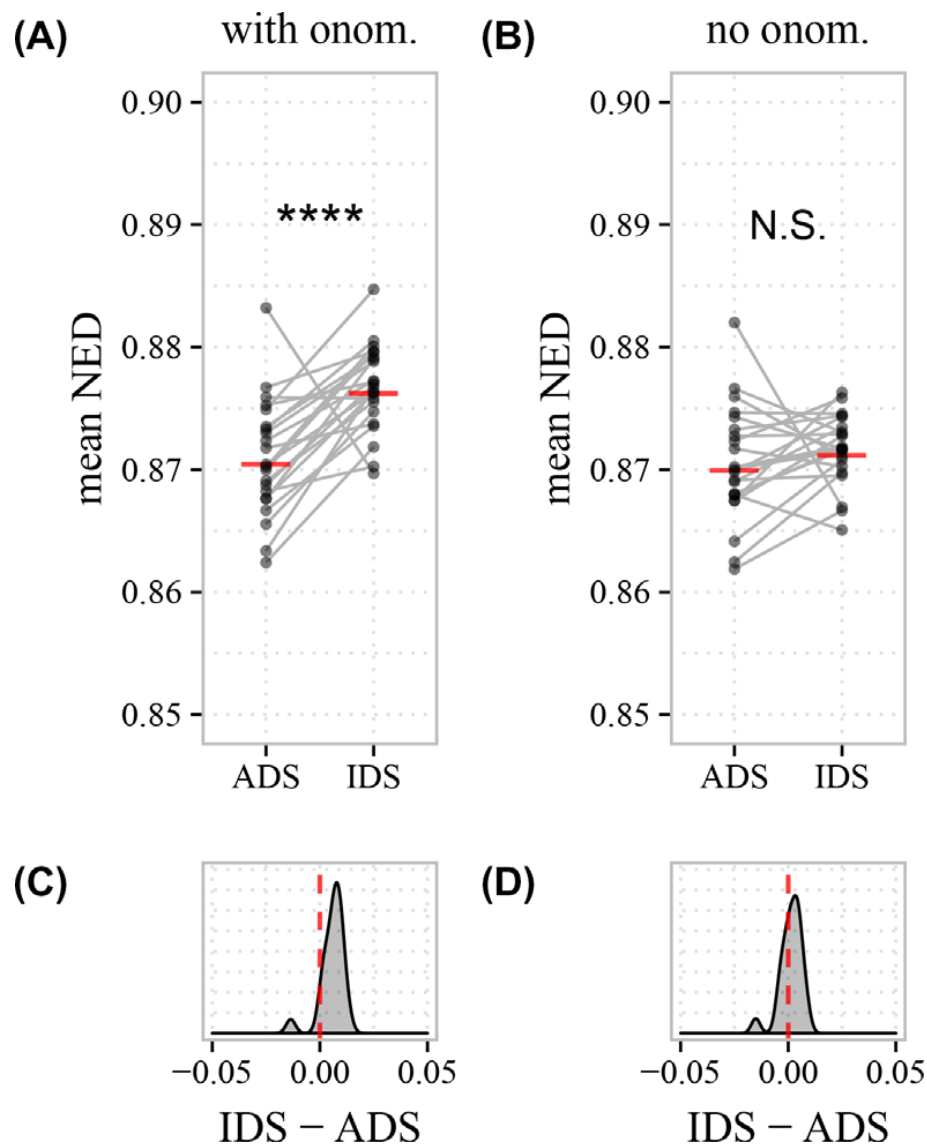 (A) with onom.
0.90
0.89
0.88
0.87
0.86
0.85
mean NED
****
ADS IDS
(B) no onom.
0.90
0.89
0.88
0.87
0.86
0.85
mean NED
N.S.
ADS IDS
(C)
−0.05 0.00 0.05
IDS − ADS
(D)
−0.05 0.00 0.05
IDS − ADS